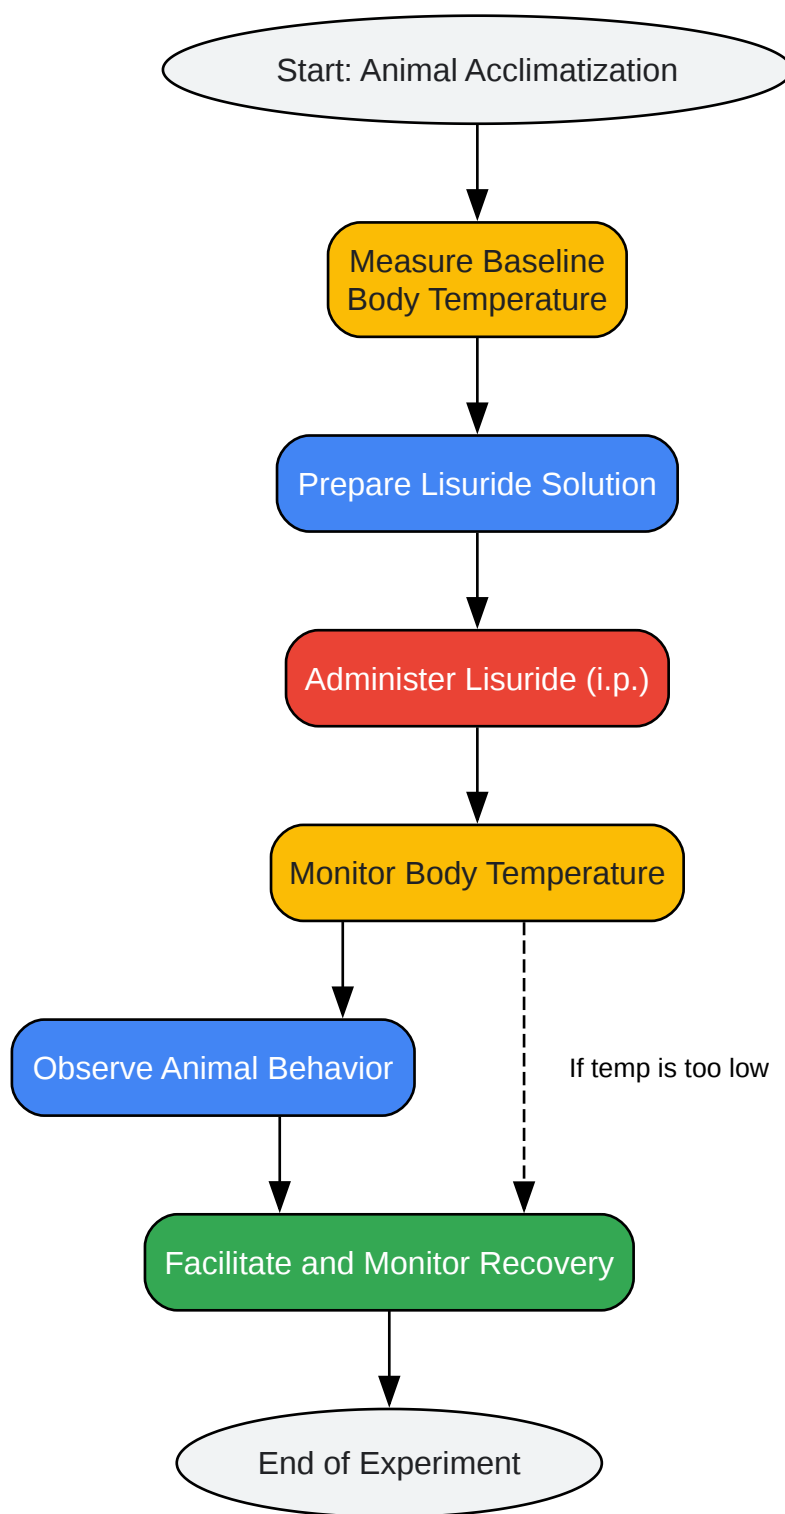 Start: Animal Acclimatization
Measure Baseline
Body Temperature
Prepare Lisuride Solution
Administer Lisuride (i.p.)
Monitor Body Temperature
Observe Animal Behavior
If temp is too low
Facilitate and Monitor Recovery
End of Experiment